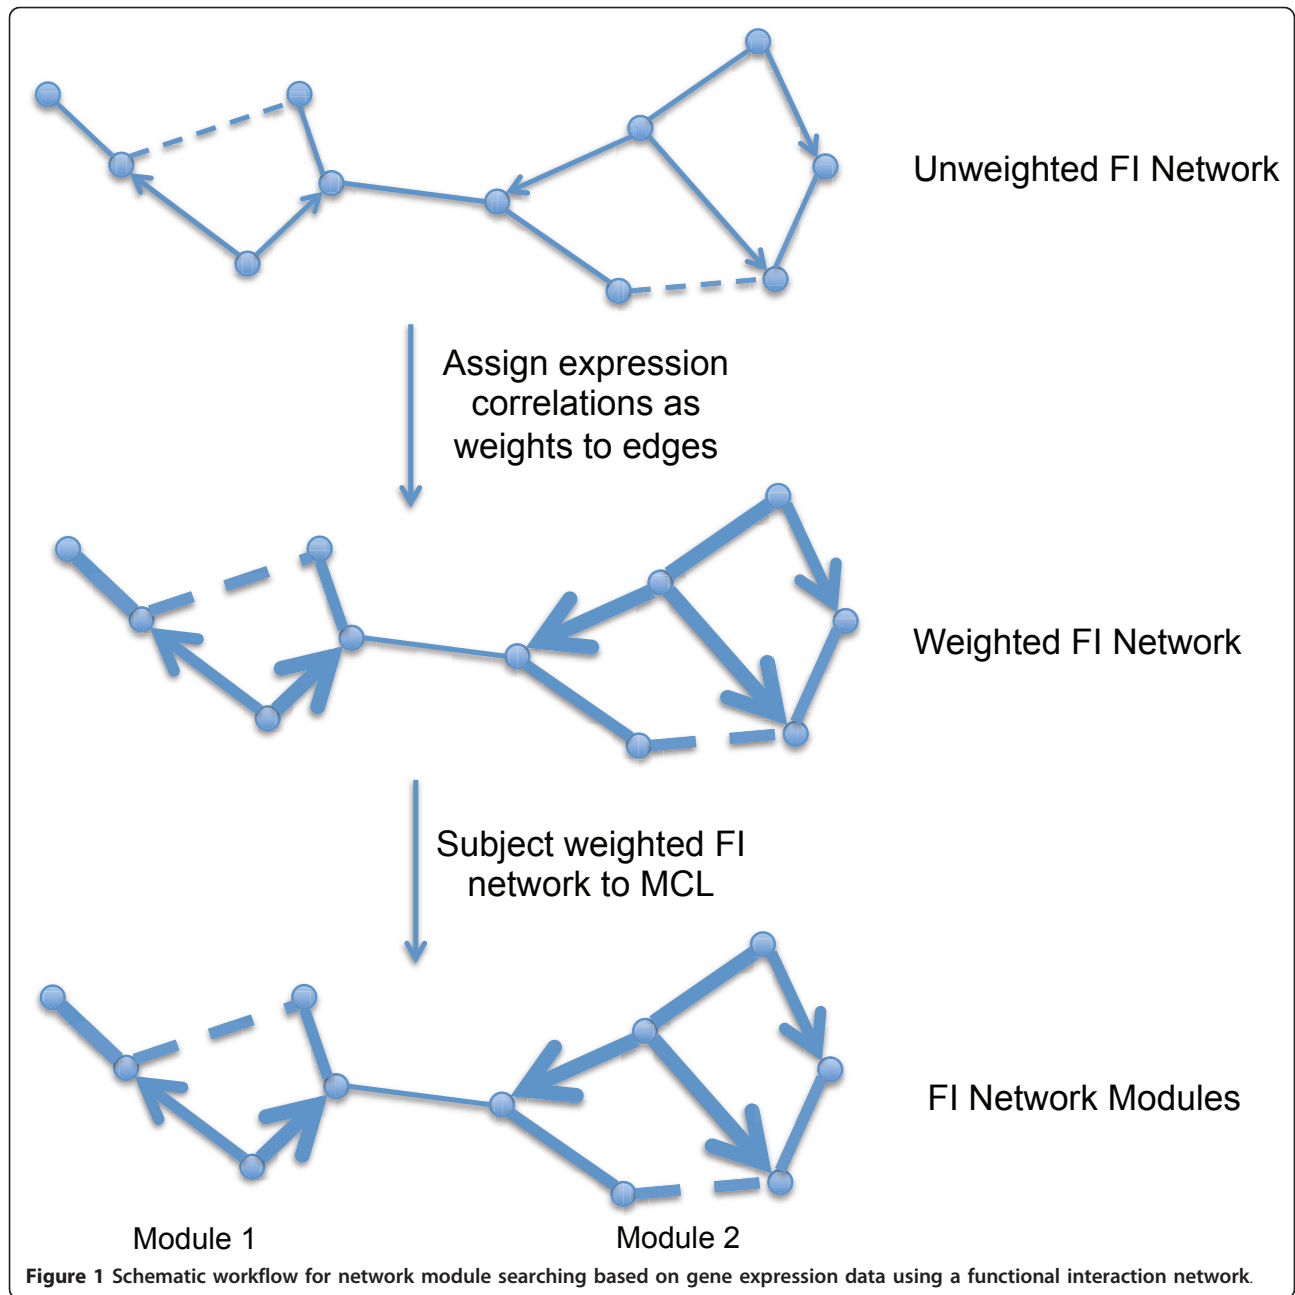 Unweighted FI Network
Assign expression
correlations as
weights to edges
Weighted FI Network
Subject weighted FI
network to MCL
FI Network Modules
Module 1
Module 2
Figure 1 Schematic workflow for network module searching based on gene expression data using a functional interaction network.